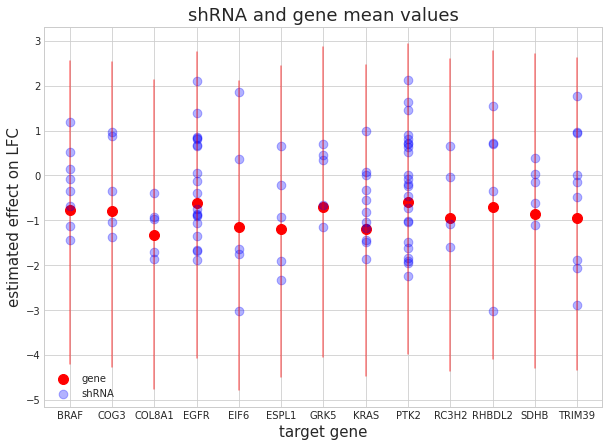 shRNA and gene mean values
estimated effect on LFC
3
2
1
0
−1
−2
−3
−4
−5
gene
shRNA
BRAF COG3 COL8A1 EGFR EIF6 ESPL1 GRK5 KRAS PTK2 RC3H2 RHBDL2 SDHB TRIM39
target gene